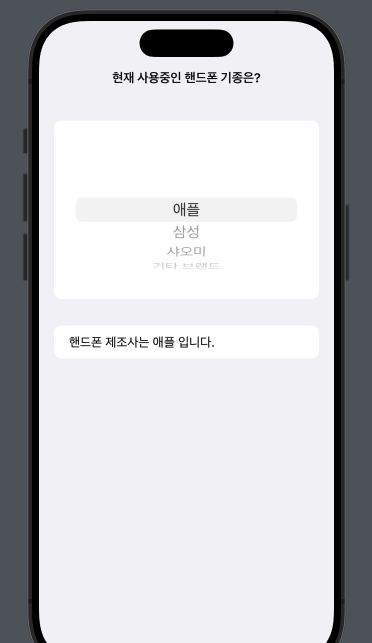 현재 사용중인 핸드폰 기종은?
애플
삼성
샤오미
기타 브랜드
핸드폰 제조사는 애플 입니다.